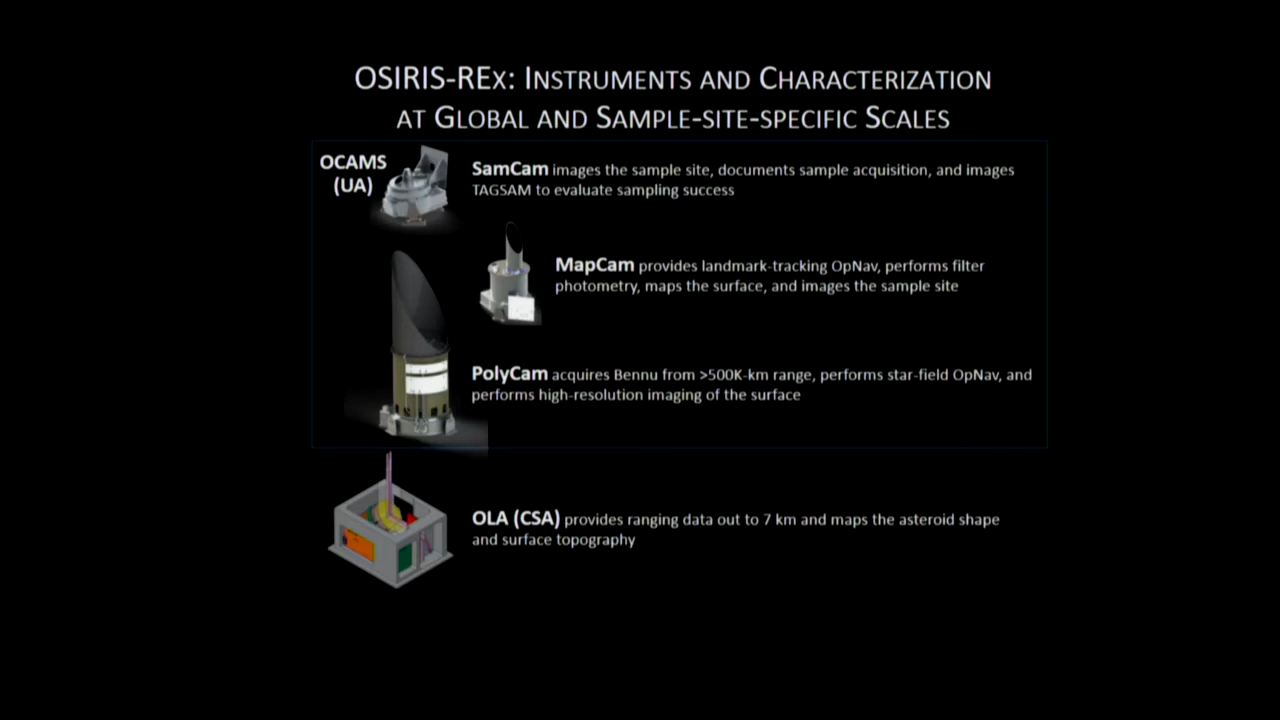 OSIRIS-REx: Instruments and Characterization
at Global and Sample-site-specific Scales
OCAMS
(UA)
SamCam images the sample site, documents sample acquisition, and images
TAGSAM to evaluate sampling success
MapCam provides landmark-tracking OpNav, performs filter
photometry, maps the surface, and images the sample site
PolyCam acquires Bennu from >500K-km range, performs star-field OpNav, and
performs high-resolution imaging of the surface
OLA (CSA) provides ranging data out to 7 km and maps the asteroid shape
and surface topography